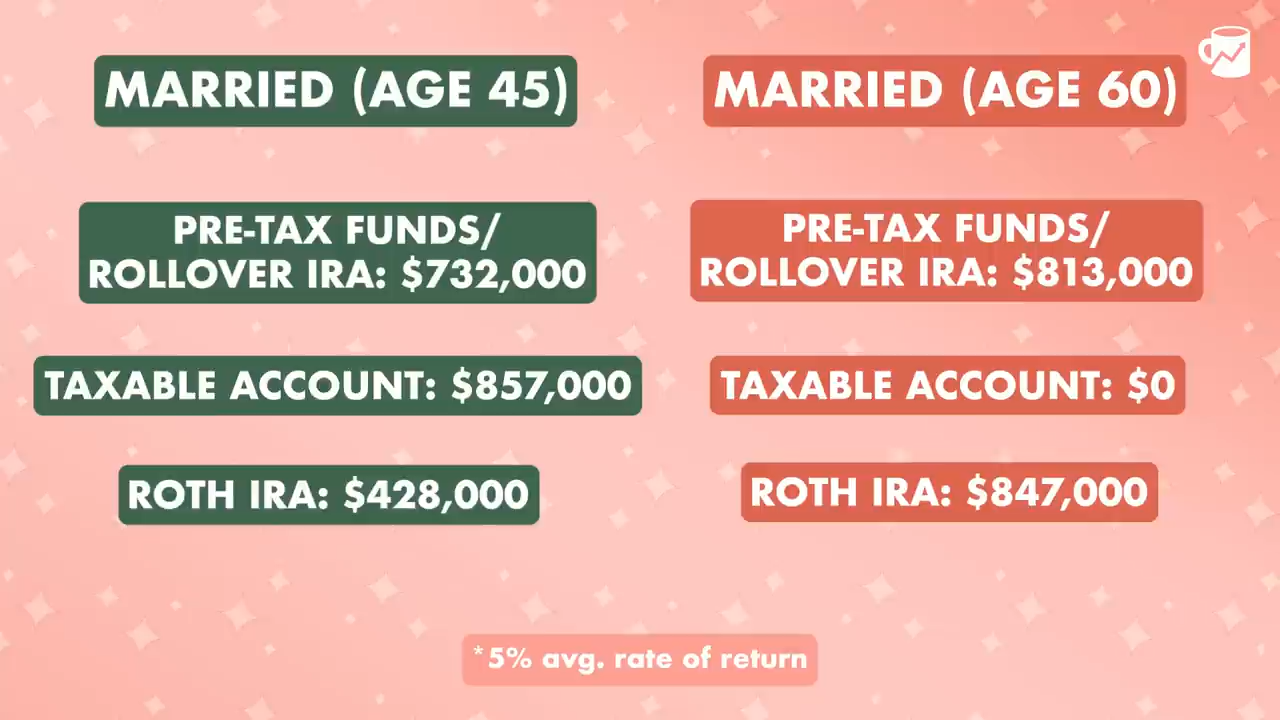 MARRIED (AGE 45)
PRE-TAX FUNDS/
ROLLOVER IRA: $732,000
TAXABLE ACCOUNT: $857,000
ROTH IRA: $428,000
MARRIED (AGE 60)
PRE-TAX FUNDS/
ROLLOVER IRA: $813,000
TAXABLE ACCOUNT: $0
ROTH IRA: $847,000
*5% avg. rate of return